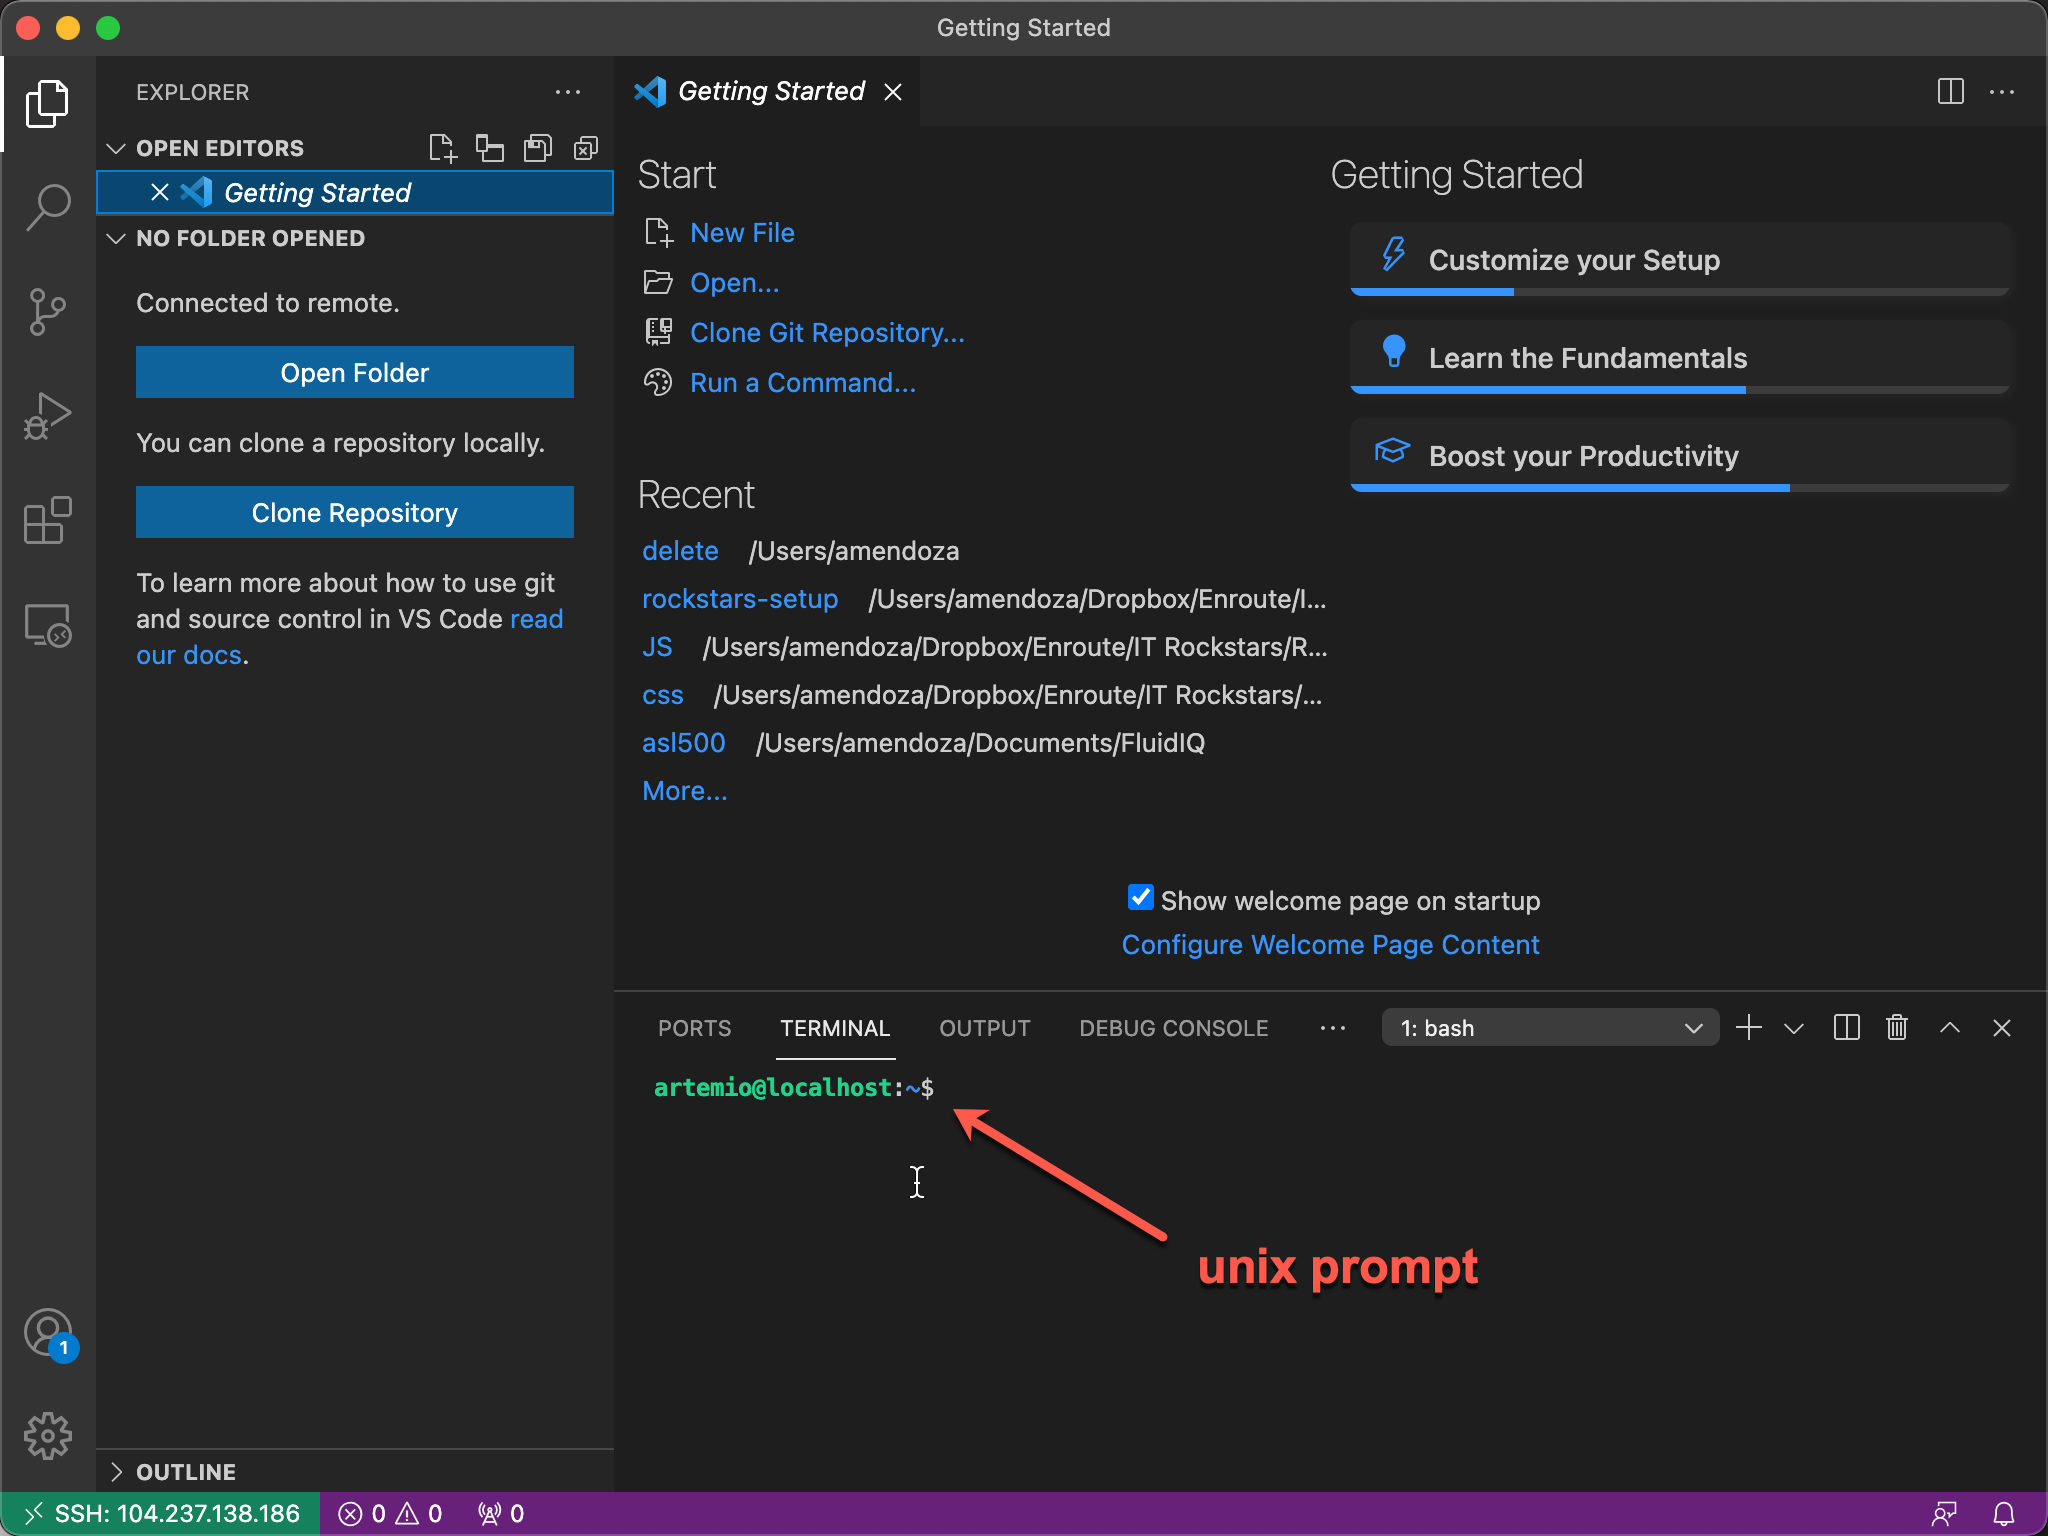 Getting Started
EXPLORER
OPEN EDITORS
Getting Started
NO FOLDER OPENED
Connected to remote.
Open Folder
You can clone a repository locally.
Clone Repository
To learn more about how to use git
and source control in VS Code read
our docs.
OUTLINE
Getting Started
Start
New File
Open...
Clone Git Repository...
Run a Command...
Recent
delete /Users/amendoza
rockstars-setup /Users/amendoza/Dropbox/Enroute/I...
JS /Users/amendoza/Dropbox/Enroute/IT Rockstars/R...
css /Users/amendoza/Dropbox/Enroute/IT Rockstars/...
asl500 /Users/amendoza/Documents/FluidIQ
More...
Getting Started
Customize your Setup
Learn the Fundamentals
Boost your Productivity
Show welcome page on startup
Configure Welcome Page Content
PORTS TERMINAL OUTPUT DEBUG CONSOLE ... 1: bash
artemio@localhost:~$
unix prompt
1
SSH: 104.237.138.186 0 0 0